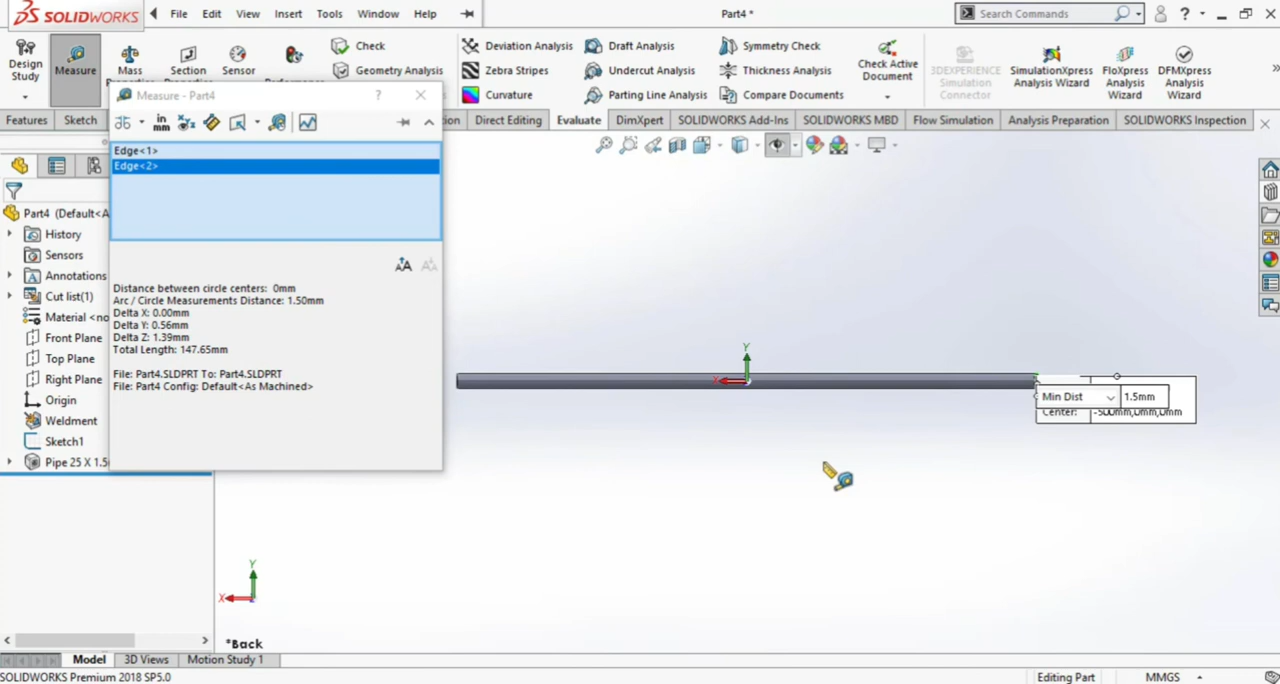 SOLIDWORKS
File Edit View Insert Tools Window Help
Part4 *
Search Commands
?
Design Study
Measure
Mass
Section
Sensor
Check
Geometry Analysis
Deviation Analysis
Zebra Stripes
Curvature
Draft Analysis
Undercut Analysis
Parting Line Analysis
Symmetry Check
Thickness Analysis
Compare Documents
Check Active Document
3DEXPERIENCE Simulation Connector
SimulationXpress Analysis Wizard
FloXpress Analysis Wizard
DFMXpress Analysis Wizard
Features Sketch Direct Editing Evaluate DimXpert SOLIDWORKS Add-Ins SOLIDWORKS MBD Flow Simulation Analysis Preparation SOLIDWORKS Inspection
Measure - Part4 ?
in mm
Edge<1>
Edge<2>
Distance between circle centers: 0mm
Arc / Circle Measurements Distance: 1.50mm
Delta X: 0.00mm
Delta Y: 0.56mm
Delta Z: 1.39mm
Total Length: 147.65mm
File: Part4.SLDPRT To: Part4.SLDPRT
File: Part4 Config: Default<As Machined>
Part4 (Default<A
History
Sensors
Annotations
Cut list(1)
Material <no
Front Plane
Top Plane
Right Plane
Origin
Weldment
Sketch1
Pipe 25 X 1.5
Y
X
Min Dist 1.5mm
Center: -500mm,0mm,0mm
Y
X
*Back
Model 3D Views Motion Study 1
SOLIDWORKS Premium 2018 SP5.0
Editing Part MMGS